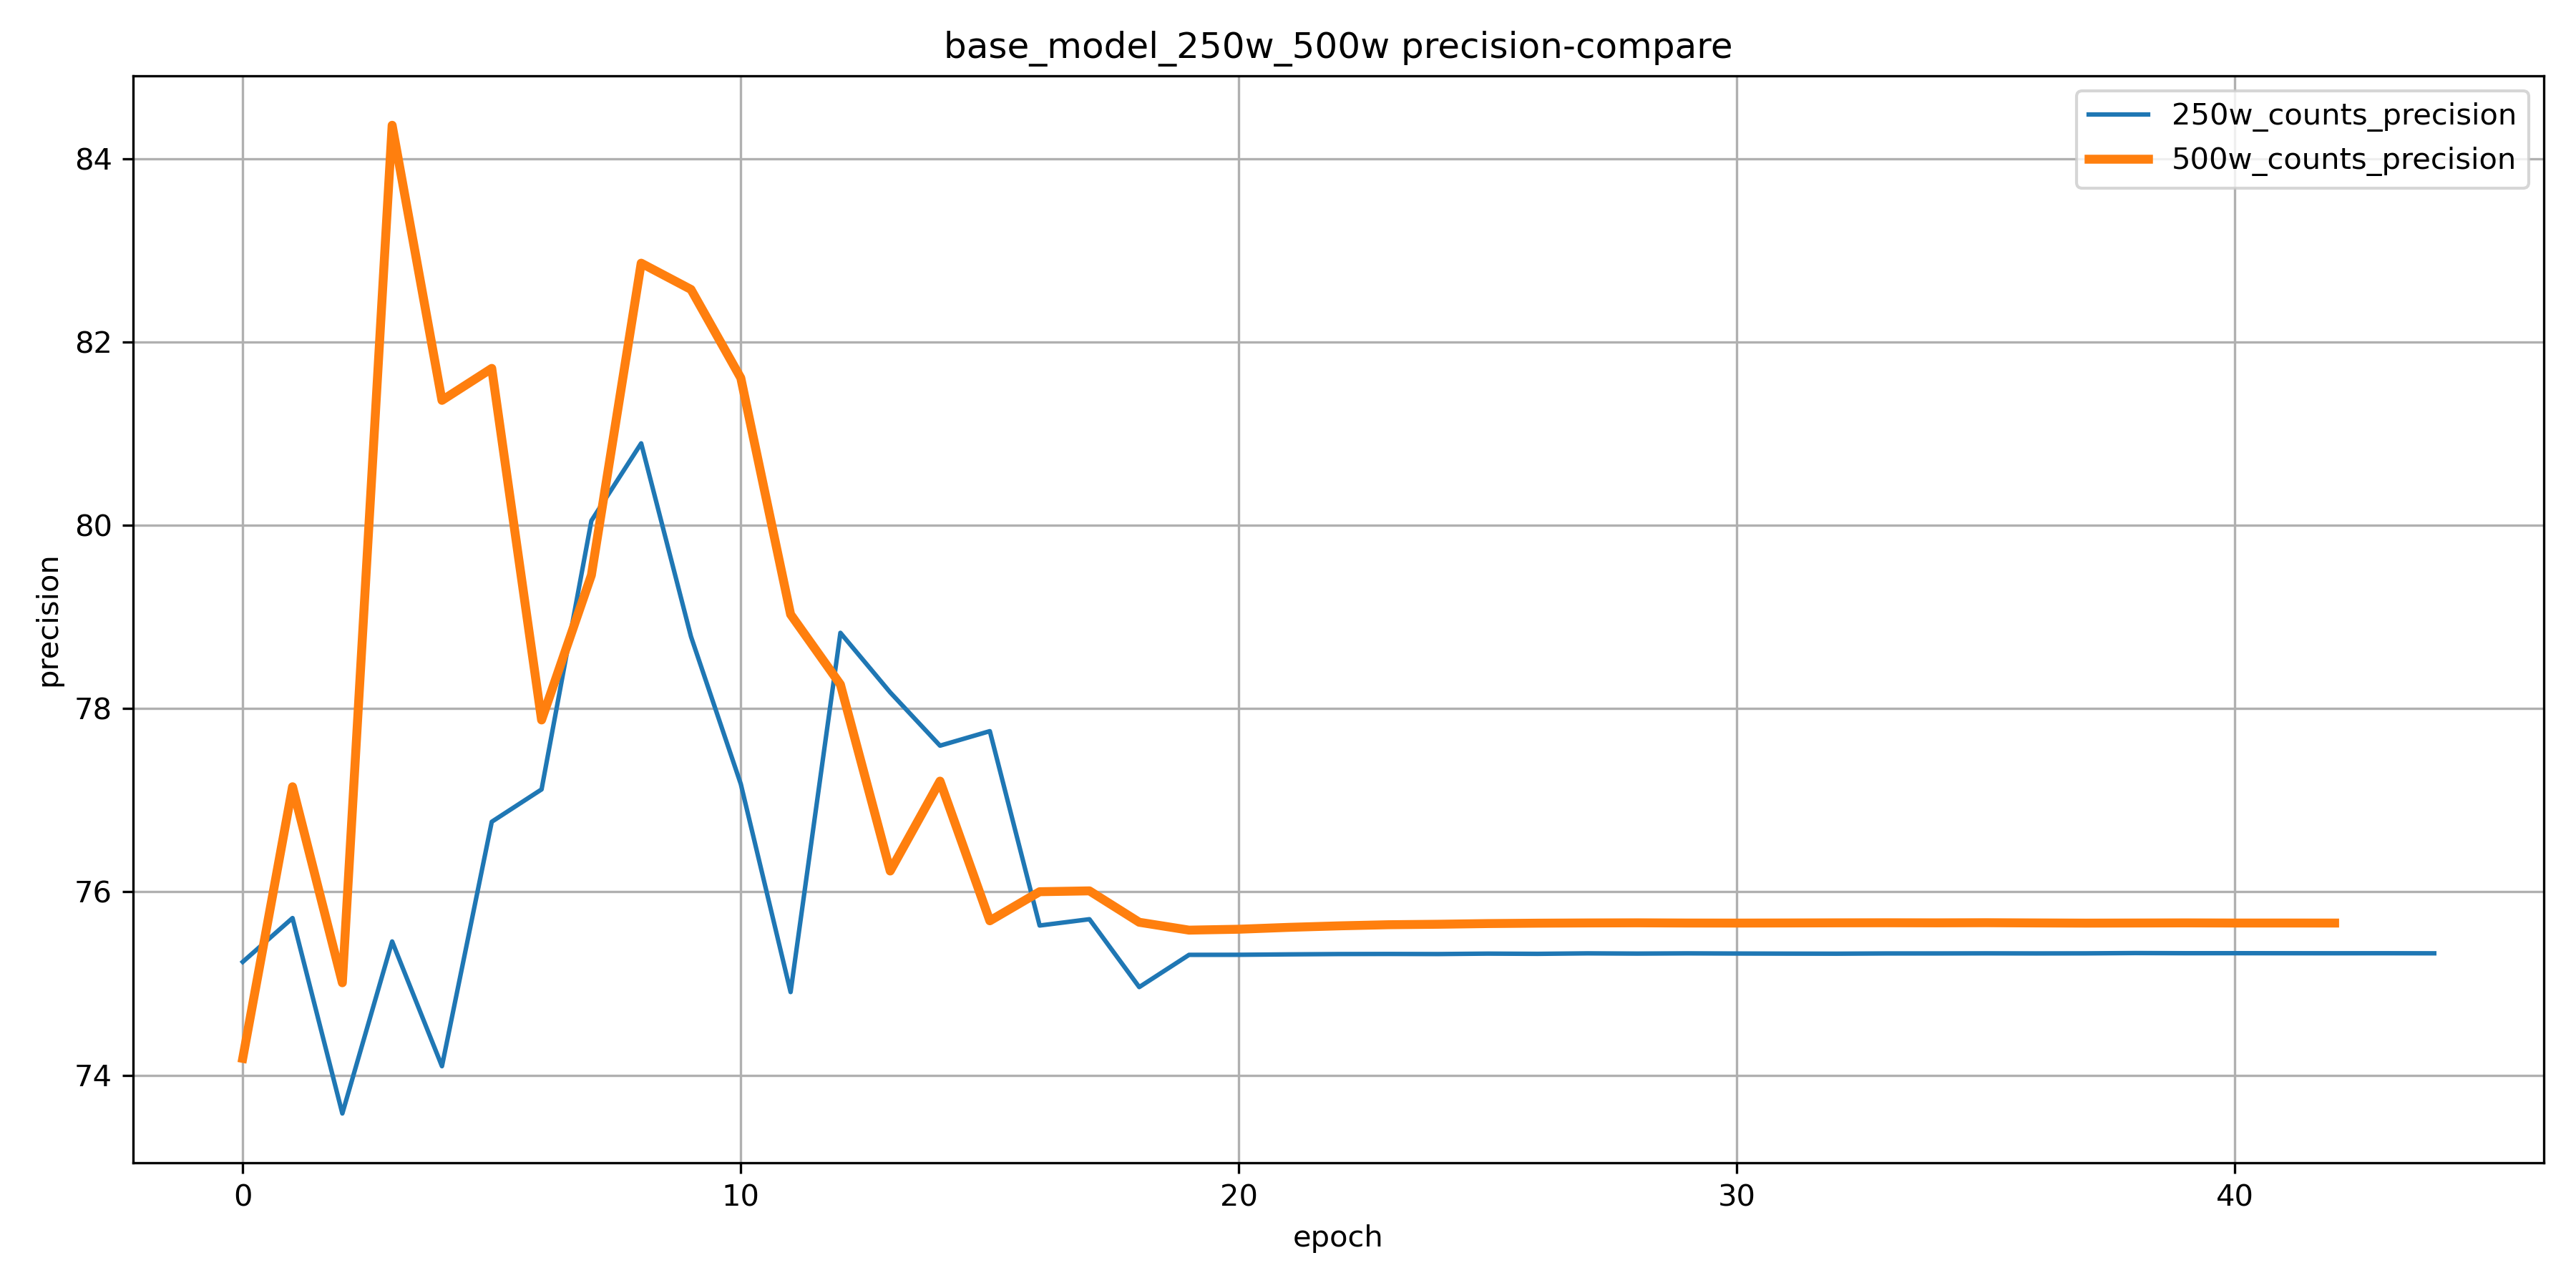 base_model_250w_500w precision-compare
250w_counts_precision
500w_counts_precision
precision
84
82
80
78
76
74
0 10 20 30 40
epoch